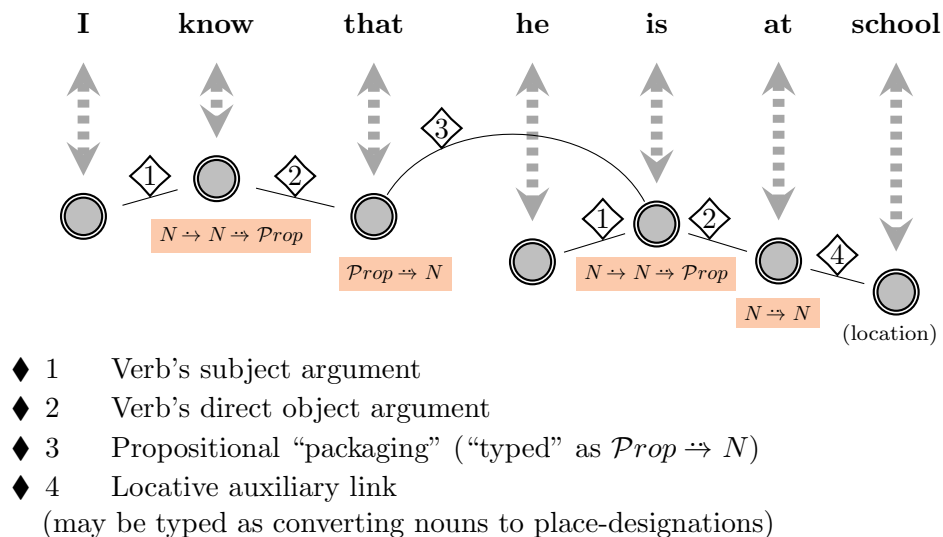 I know that he is at school
3
1 2 1 2 4
N ⇢ N ⇢ 𝒫rop N ⇢ N ⇢ 𝒫rop
𝒫rop ⇢ N
N ⇢ N
(location)
♦ 1 Verb's subject argument
♦ 2 Verb's direct object argument
♦ 3 Propositional “packaging” (“typed” as 𝒫rop ⇢ N)
♦ 4 Locative auxiliary link
(may be typed as converting nouns to place-designations)